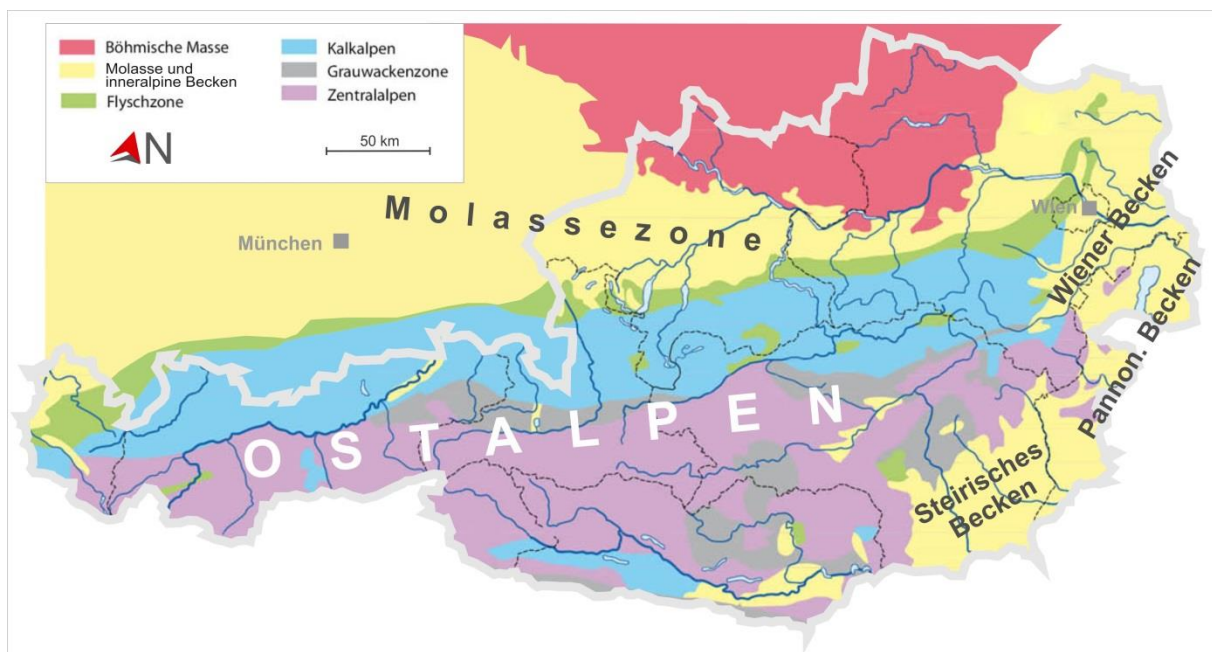 Böhmische Masse
Molasse und
inneralpine Becken
Flyschzone
Kalkalpen
Grauwackenzone
Zentralalpen
N
50 km
Molassezone
München
Wien
Wiener Becken
Pannon. Becken
OSTALPEN
Steirisches
Becken